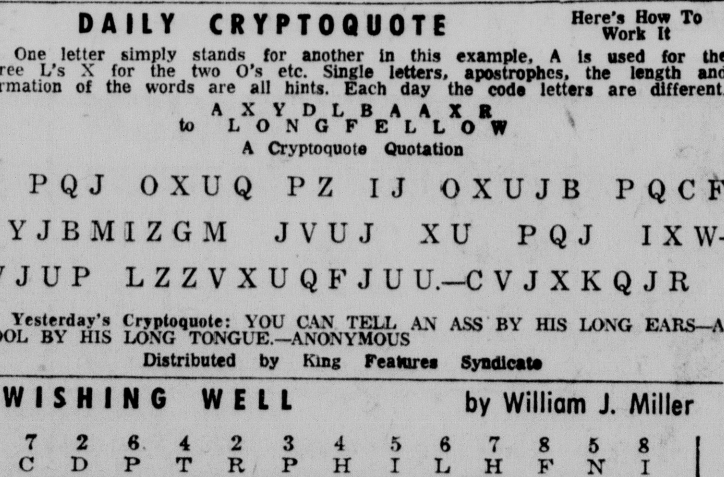 DAILY CRYPTOQUOTE
Here's How To
Work It
One letter simply stands for another in this example, A is used for the
ree L's X for the two O's etc. Single letters, apostrophes, the length and
rmation of the words are all hints. Each day the code letters are different.
A X Y D L B A A X R
to L O N G F E L L O W
A Cryptoquote Quotation
PQJ OXUQ PZ IJ OXUJB PQCF
YJBMIZGM JVUJ XU PQJ IXW-
JUP LZZVXUQFJUU.—CVJXKQJR
Yesterday's Cryptoquote: YOU CAN TELL AN ASS BY HIS LONG EARS—A
OOL BY HIS LONG TONGUE.—ANONYMOUS
Distributed by King Features Syndicate
WISHING WELL
by William J. Miller
7 2 6 4 2 3 4 5 6 7 8 5 8
C D P T R P H I L H F N I